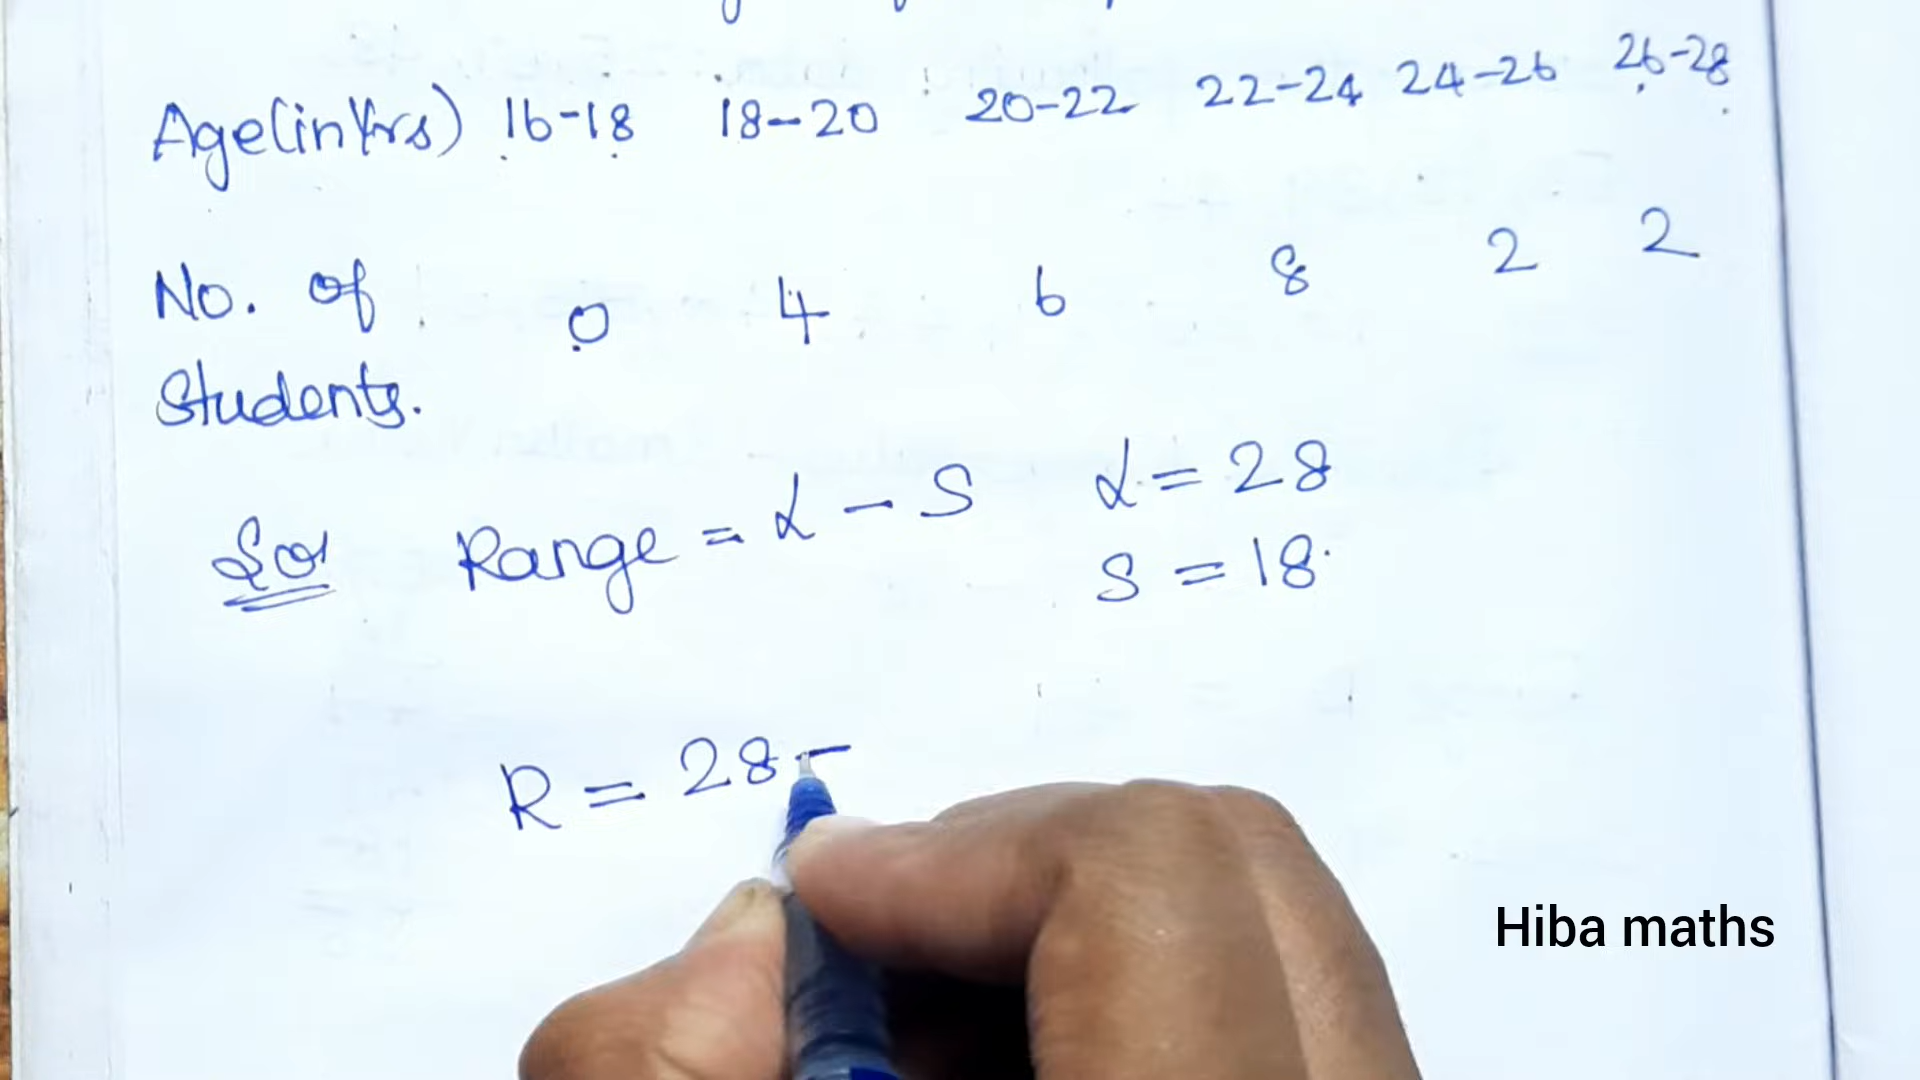 Age(in Yrs) 16-18 18-20 20-22 22-24 24-26 26-28
No. of 0 4 6 8 2 2
Students.
Sol Range = L - S L = 28
S = 18.
R = 28 -
Hiba maths